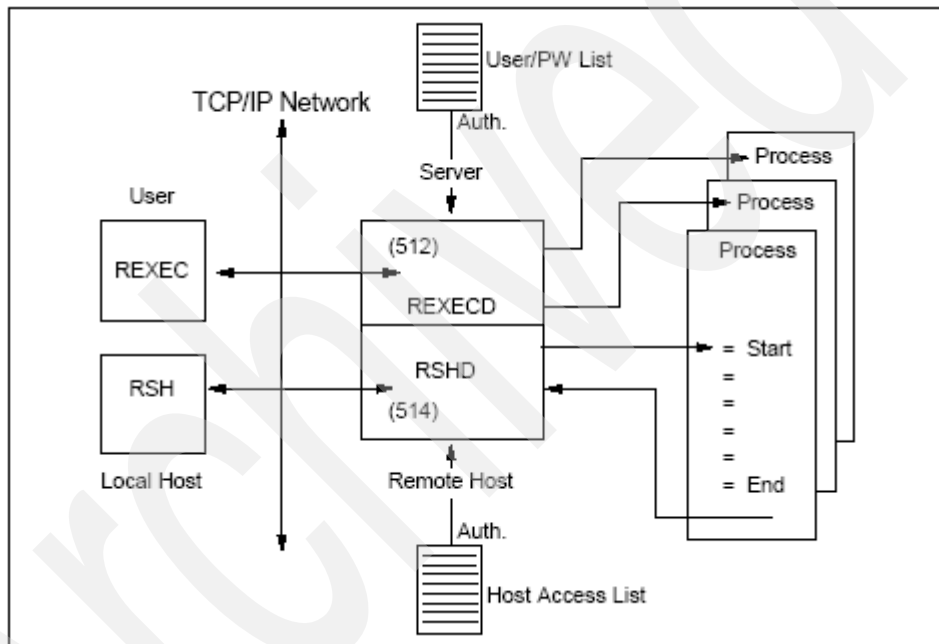 User/PW List
TCP/IP Network
Auth.
Process
Server
User
Process
(512)
Process
REXEC
REXECD
= Start
RSHD
=
RSH
=
(514)
=
=
Local Host
Remote Host
= End
Auth.
Host Access List
rchived